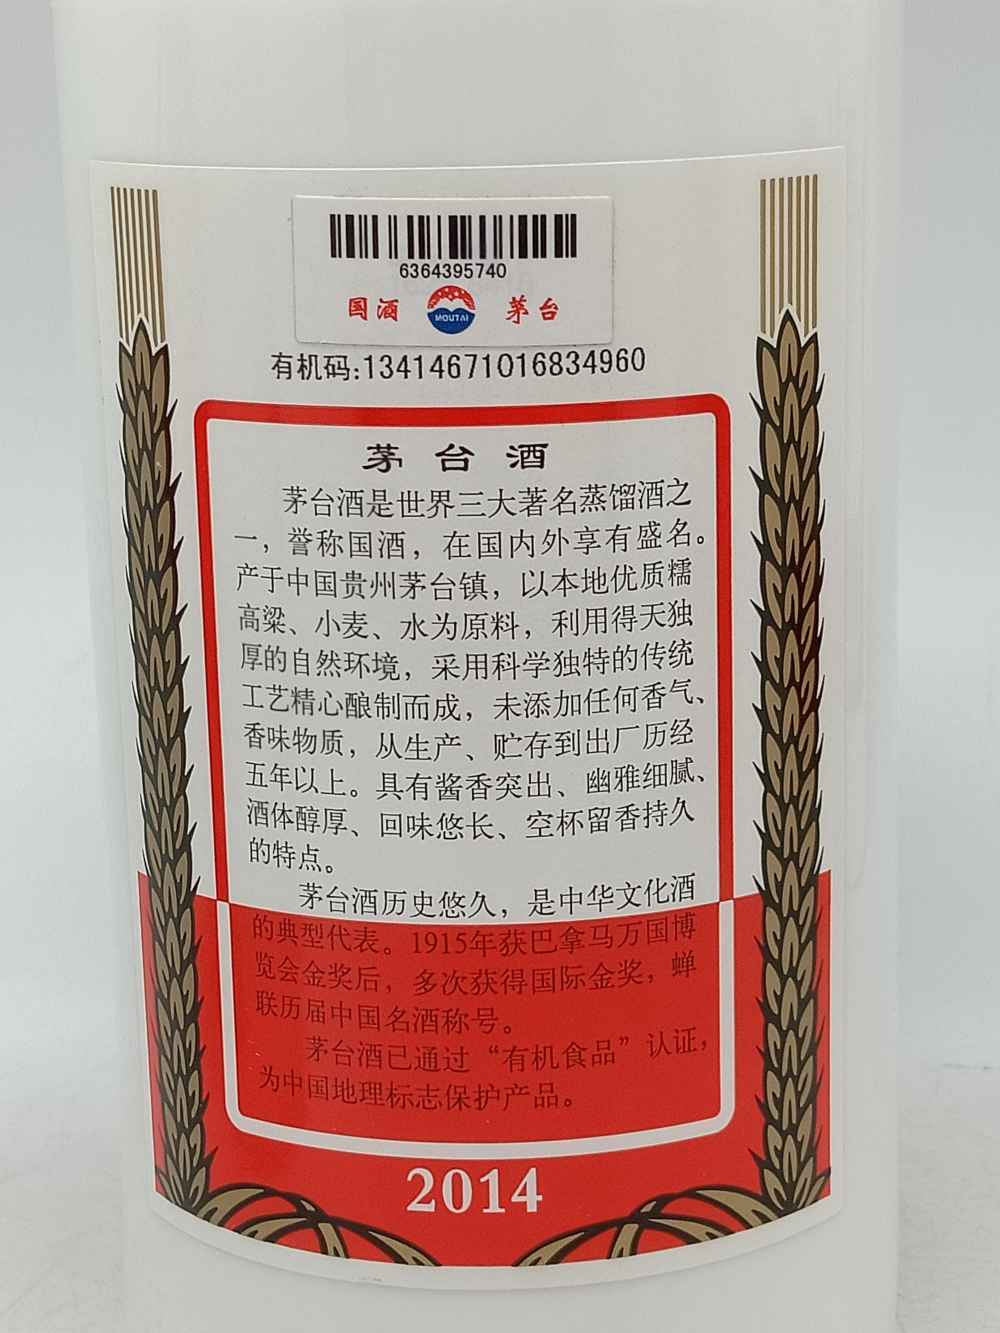 6364395740
国酒 MOUTAI 茅台
有机码:13414671016834960
茅台酒
茅台酒是世界三大著名蒸馏酒之
一，誉称国酒，在国内外享有盛名。
产于中国贵州茅台镇，以本地优质糯
高粱、小麦、水为原料，利用得天独
厚的自然环境，采用科学独特的传统
工艺精心酿制而成，未添加任何香气、
香味物质，从生产、贮存到出厂历经
五年以上。具有酱香突出、幽雅细腻、
酒体醇厚、回味悠长、空杯留香持久
的特点。
茅台酒历史悠久，是中华文化酒
的典型代表。1915年获巴拿马万国博
览会金奖后，多次获得国际金奖，蝉
联历届中国名酒称号。
茅台酒已通过“有机食品”认证，
为中国地理标志保护产品。
2014